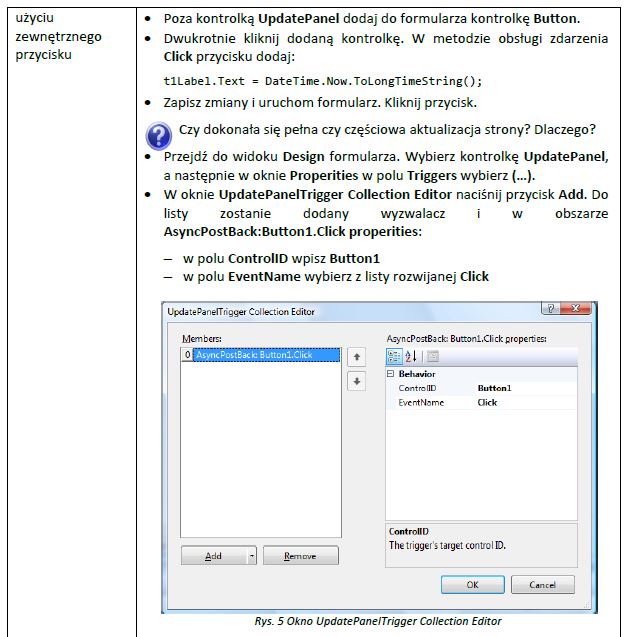 użyciu
zewnętrznego
przycisku
• Poza kontrolką UpdatePanel dodaj do formularza kontrolkę Button.
• Dwukrotnie kliknij dodaną kontrolkę. W metodzie obsługi zdarzenia
Click przycisku dodaj:
t1Label.Text = DateTime.Now.ToLongTimeString();
• Zapisz zmiany i uruchom formularz. Kliknij przycisk.
? Czy dokonała się pełna czy częściowa aktualizacja strony? Dlaczego?
• Przejdź do widoku Design formularza. Wybierz kontrolkę UpdatePanel,
a następnie w oknie Properities w polu Triggers wybierz (…).
• W oknie UpdatePanelTrigger Collection Editor naciśnij przycisk Add. Do
listy zostanie dodany wyzwalacz i w obszarze
AsyncPostBack:Button1.Click properities:
– w polu ControlID wpisz Button1
– w polu EventName wybierz z listy rozwijanej Click
UpdatePanelTrigger Collection Editor
Members:
0 AsyncPostBack: Button1.Click
Add
Remove
AsyncPostBack: Button1.Click properties:
Behavior
ControlID Button1
EventName Click
ControlID
The trigger's target control ID.
OK
Cancel
Rys. 5 Okno UpdatePanelTrigger Collection Editor